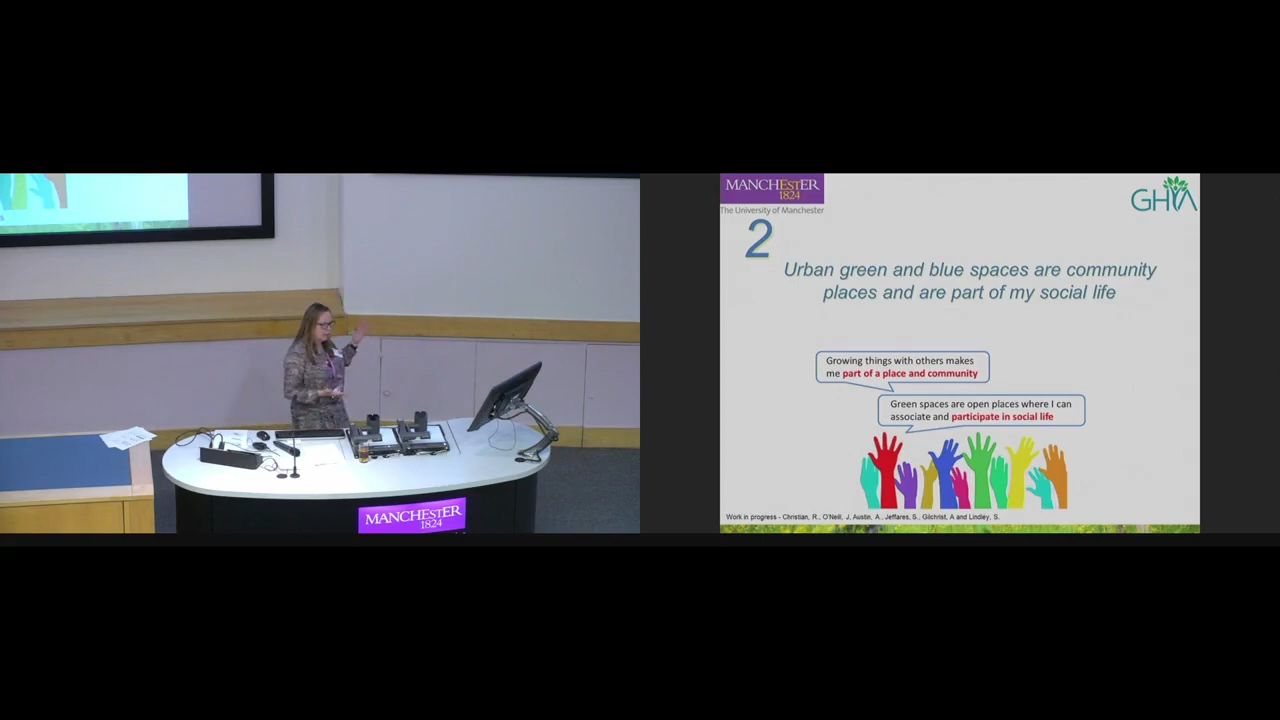 MANCHESTER
1824
The University of Manchester
GHIA
2
Urban green and blue spaces are community
places and are part of my social life
Growing things with others makes
me part of a place and community
Green spaces are open places where I can
associate and participate in social life
Work in progress - Christian, R., O'Neill, J, Austin, A., Jeffares, S., Gilchrist, A and Lindley, S.
MANCHESTER
1824